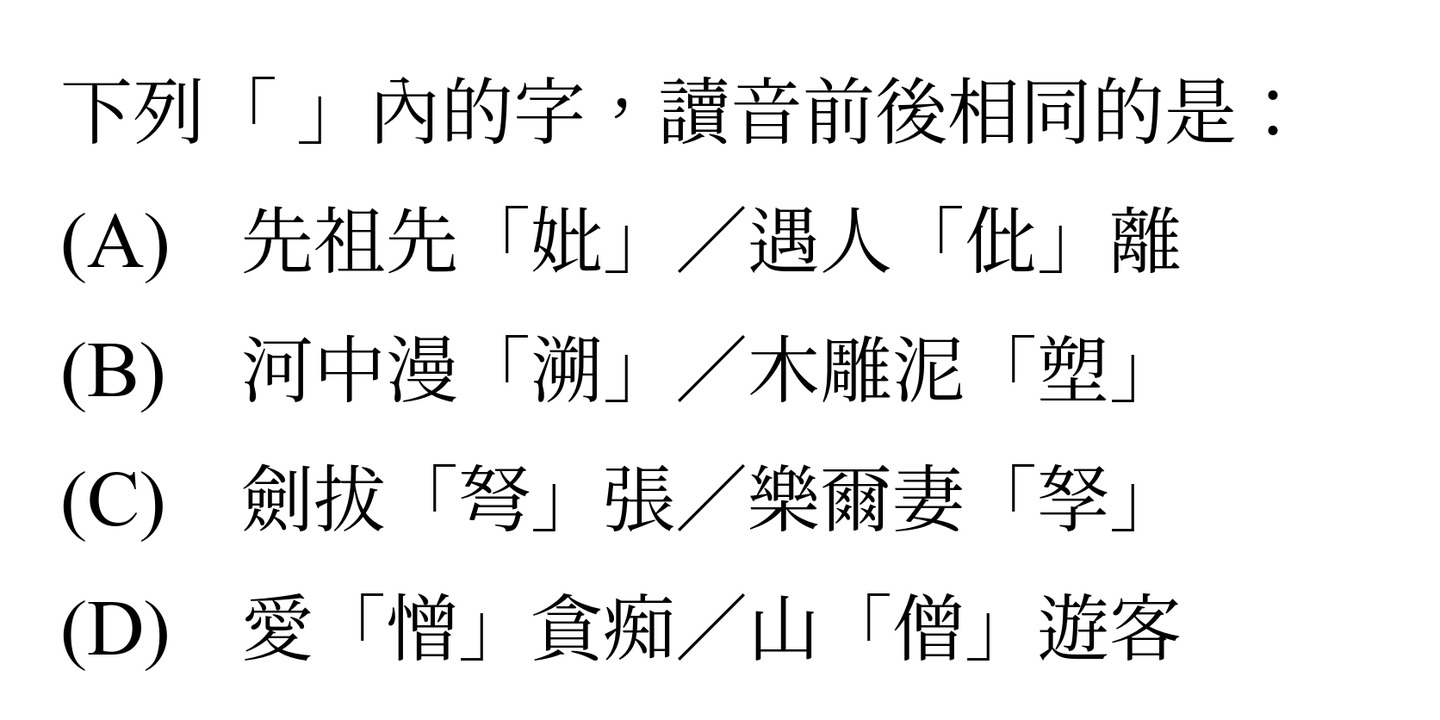 下列「 」內的字，讀音前後相同的是：
(A) 先祖先「妣」／遇人「仳」離
(B) 河中漫「溯」／木雕泥「塑」
(C) 劍拔「弩」張／樂爾妻「孥」
(D) 愛「憎」貪痴／山「僧」遊客